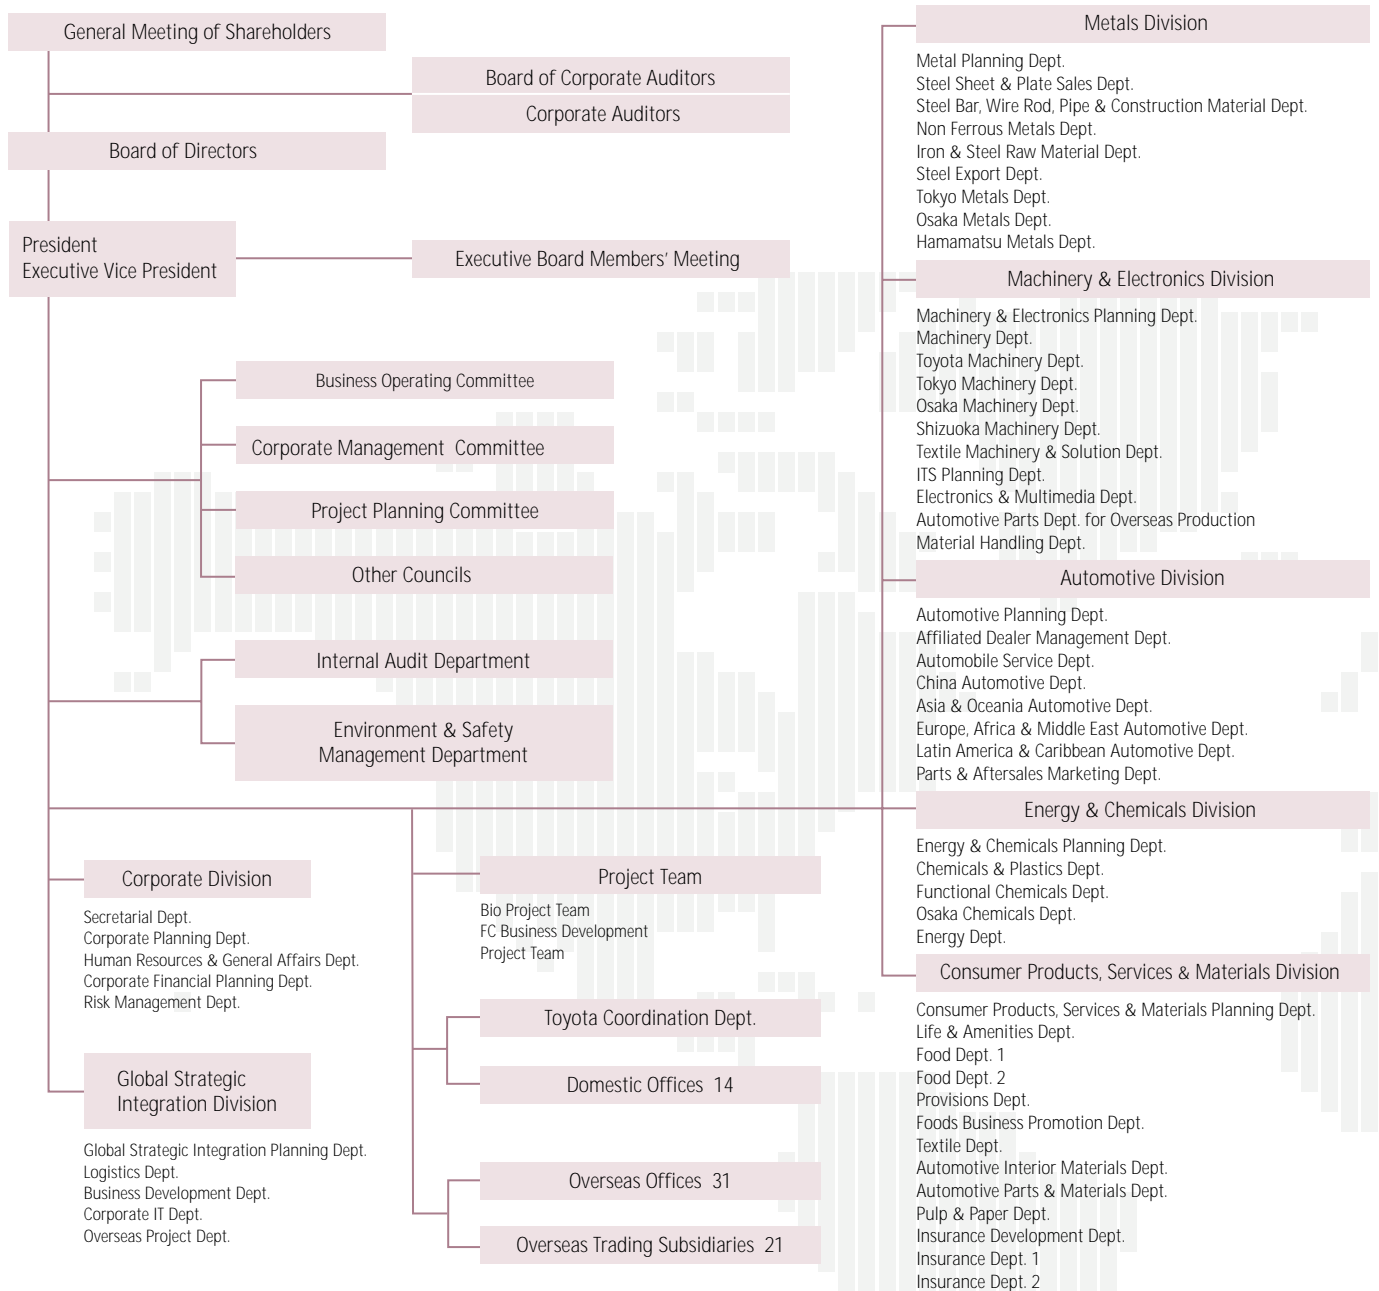 General Meeting of Shareholders
Board of Corporate Auditors
Corporate Auditors
Board of Directors
President
Executive Vice President
Executive Board Members’ Meeting
Business Operating Committee
Corporate Management Committee
Project Planning Committee
Other Councils
Internal Audit Department
Environment & Safety
Management Department
Corporate Division
Secretarial Dept.
Corporate Planning Dept.
Human Resources & General Affairs Dept.
Corporate Financial Planning Dept.
Risk Management Dept.
Global Strategic
Integration Division
Global Strategic Integration Planning Dept.
Logistics Dept.
Business Development Dept.
Corporate IT Dept.
Overseas Project Dept.
Project Team
Bio Project Team
FC Business Development
Project Team
Toyota Coordination Dept.
Domestic Offices 14
Overseas Offices 31
Overseas Trading Subsidiaries 21
Metals Division
Metal Planning Dept.
Steel Sheet & Plate Sales Dept.
Steel Bar, Wire Rod, Pipe & Construction Material Dept.
Non Ferrous Metals Dept.
Iron & Steel Raw Material Dept.
Steel Export Dept.
Tokyo Metals Dept.
Osaka Metals Dept.
Hamamatsu Metals Dept.
Machinery & Electronics Division
Machinery & Electronics Planning Dept.
Machinery Dept.
Toyota Machinery Dept.
Tokyo Machinery Dept.
Osaka Machinery Dept.
Shizuoka Machinery Dept.
Textile Machinery & Solution Dept.
ITS Planning Dept.
Electronics & Multimedia Dept.
Automotive Parts Dept. for Overseas Production
Material Handling Dept.
Automotive Division
Automotive Planning Dept.
Affiliated Dealer Management Dept.
Automobile Service Dept.
China Automotive Dept.
Asia & Oceania Automotive Dept.
Europe, Africa & Middle East Automotive Dept.
Latin America & Caribbean Automotive Dept.
Parts & Aftersales Marketing Dept.
Energy & Chemicals Division
Energy & Chemicals Planning Dept.
Chemicals & Plastics Dept.
Functional Chemicals Dept.
Osaka Chemicals Dept.
Energy Dept.
Consumer Products, Services & Materials Division
Consumer Products, Services & Materials Planning Dept.
Life & Amenities Dept.
Food Dept. 1
Food Dept. 2
Provisions Dept.
Foods Business Promotion Dept.
Textile Dept.
Automotive Interior Materials Dept.
Automotive Parts & Materials Dept.
Pulp & Paper Dept.
Insurance Development Dept.
Insurance Dept. 1
Insurance Dept. 2